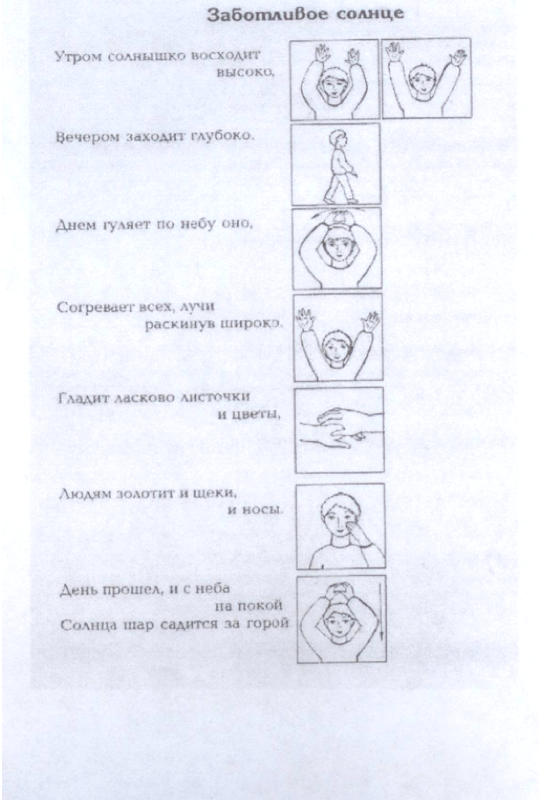 Заботливое солнце
Утром солнышко восходит
высоко,
Вечером заходит глубоко.
Днем гуляет по небу оно,
Согревает всех, лучи
раскинув широко.
Гладит ласково листочки
и цветы,
Людям золотит и щеки,
и носы.
День прошел, и с неба
на покой
Солнца шар садится за горой